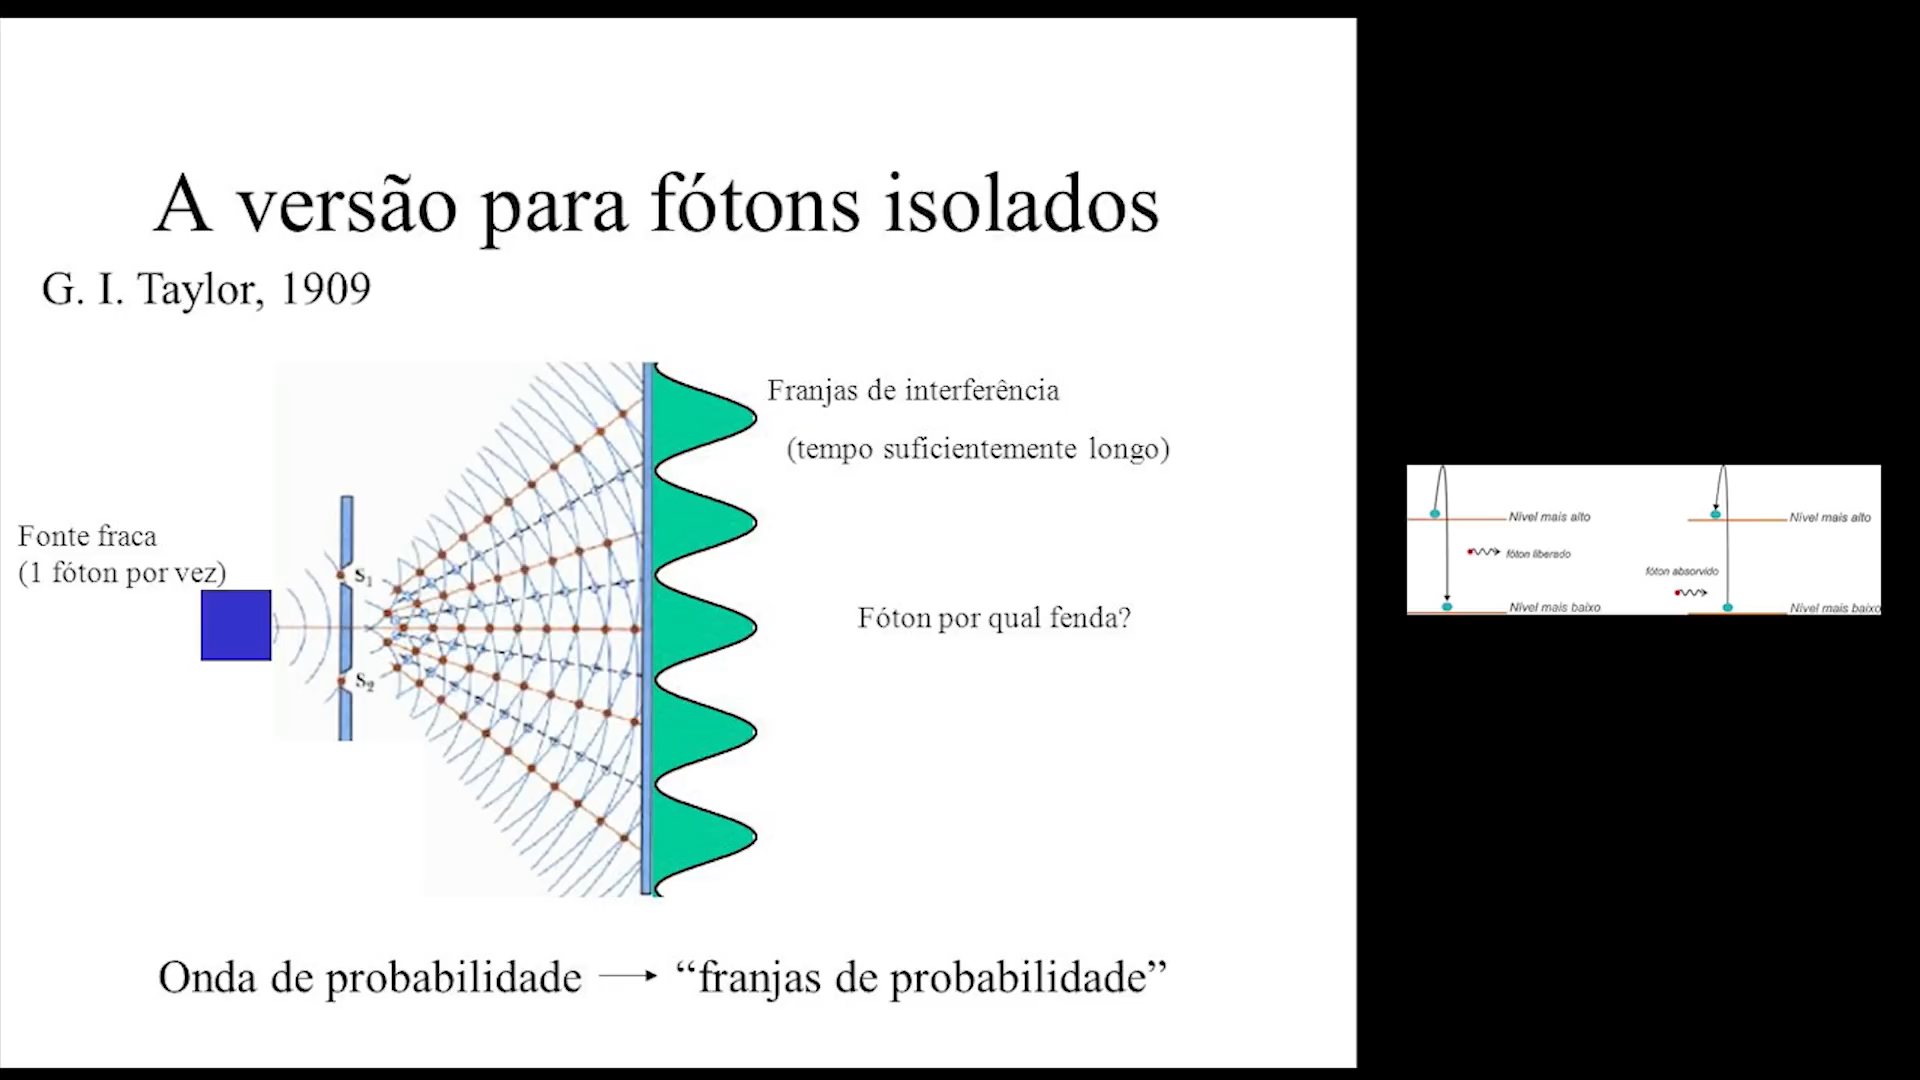 A versão para fótons isolados
G. I. Taylor, 1909
Franjas de interferência
(tempo suficientemente longo)
Fonte fraca
(1 fóton por vez)
S1
S2
Fóton por qual fenda?
Onda de probabilidade → “franjas de probabilidade”
Nível mais alto
fóton liberado
Nível mais baixo
Nível mais alto
fóton absorvido
Nível mais baixo